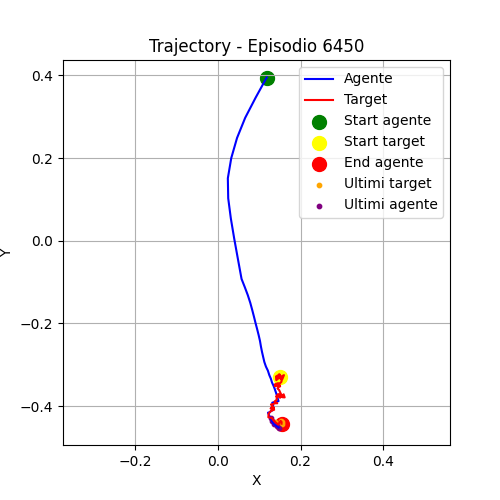 Trajectory - Episodio 6450
Agente
Target
Start agente
Start target
End agente
Ultimi target
Ultimi agente
0.4
0.2
0.0
−0.2
−0.4
Y
−0.2
0.0
0.2
0.4
X